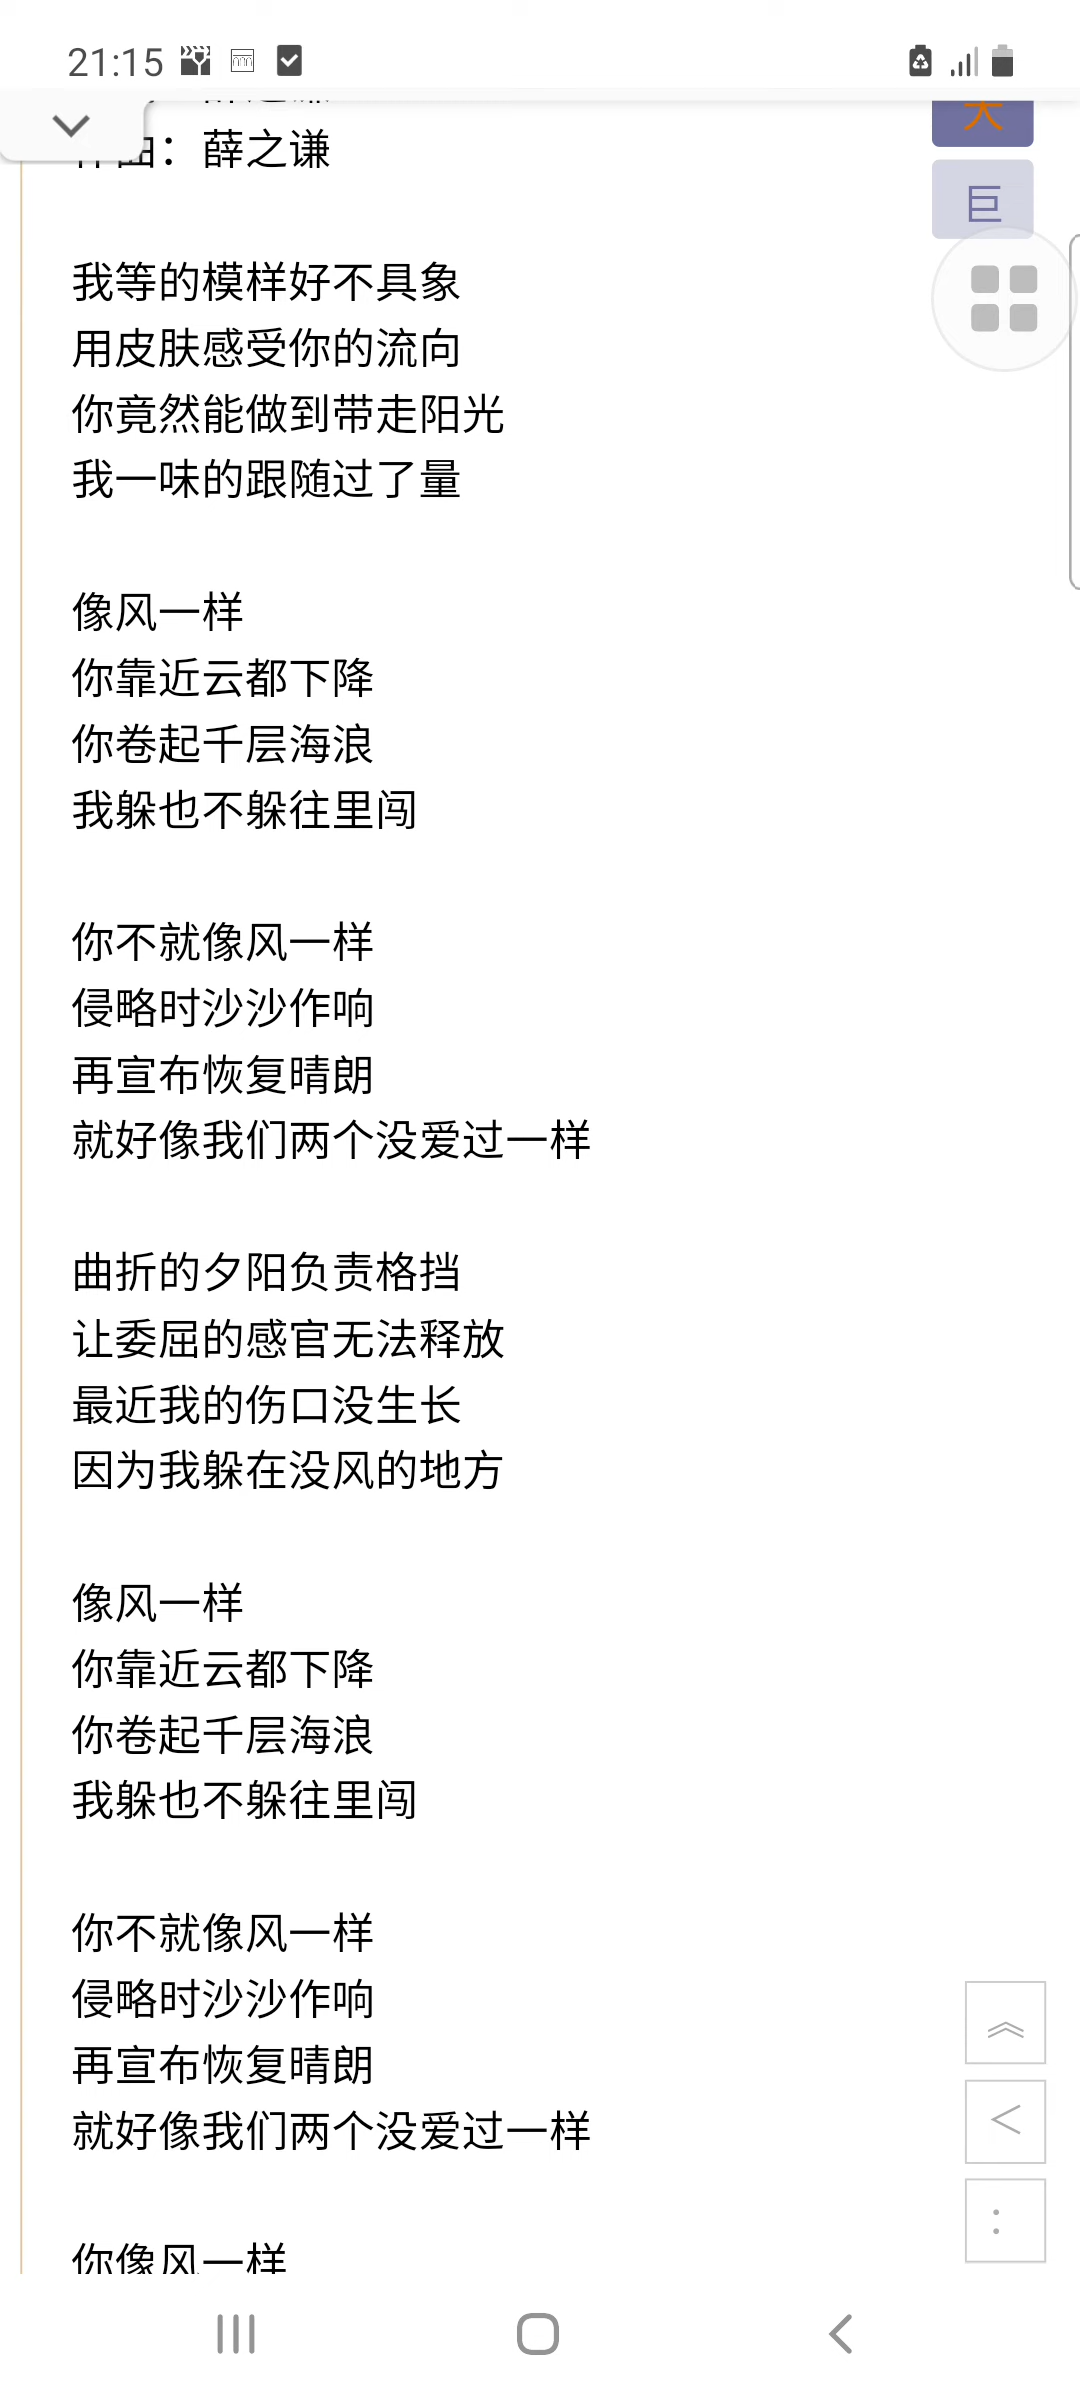 21:15
作曲：薛之谦
大
巨
我等的模样好不具象
用皮肤感受你的流向
你竟然能做到带走阳光
我一味的跟随过了量
像风一样
你靠近云都下降
你卷起千层海浪
我躲也不躲往里闯
你不就像风一样
侵略时沙沙作响
再宣布恢复晴朗
就好像我们两个没爱过一样
曲折的夕阳负责格挡
让委屈的感官无法释放
最近我的伤口没生长
因为我躲在没风的地方
像风一样
你靠近云都下降
你卷起千层海浪
我躲也不躲往里闯
你不就像风一样
侵略时沙沙作响
再宣布恢复晴朗
就好像我们两个没爱过一样
你像风一样